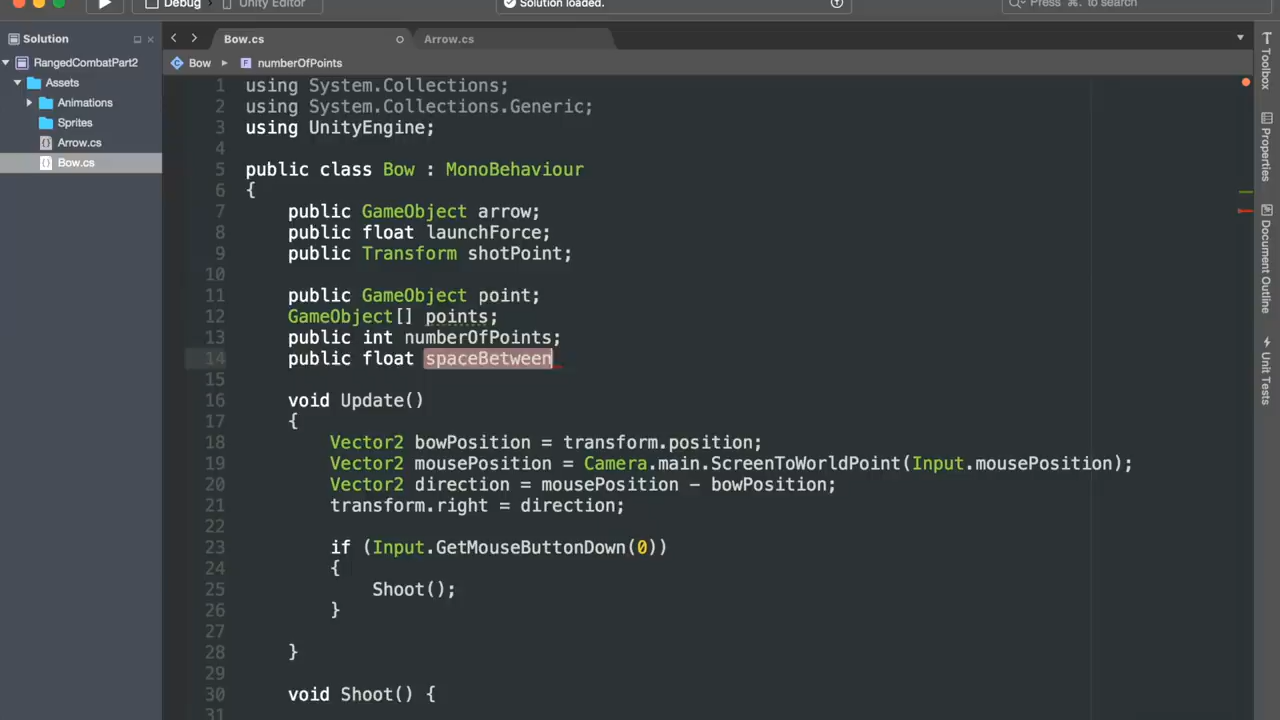 Debug
Unity Editor
Solution loaded.
Press ⌘. to search
Solution
Bow.cs
Arrow.cs
RangedCombatPart2
Bow
numberOfPoints
Assets
Animations
Sprites
Arrow.cs
Bow.cs
1 using System.Collections;
2 using System.Collections.Generic;
3 using UnityEngine;
4
5 public class Bow : MonoBehaviour
6 {
7 public GameObject arrow;
8 public float launchForce;
9 public Transform shotPoint;
10
11 public GameObject point;
12 GameObject[] points;
13 public int numberOfPoints;
14 public float spaceBetween
15
16 void Update()
17 {
18 Vector2 bowPosition = transform.position;
19 Vector2 mousePosition = Camera.main.ScreenToWorldPoint(Input.mousePosition);
20 Vector2 direction = mousePosition - bowPosition;
21 transform.right = direction;
22
23 if (Input.GetMouseButtonDown(0))
24 {
25 Shoot();
26 }
27
28 }
29
30 void Shoot() {
31
Toolbox
Properties
Document Outline
Unit Tests